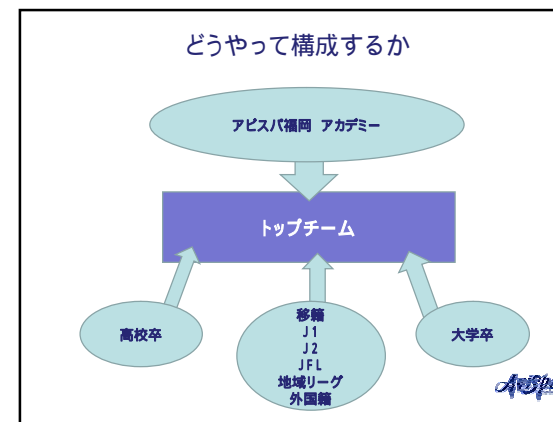 どうやって構成するか
アビスパ福岡 アカデミー
トップチーム
高校卒
移籍
J1
J2
JFL
地域リーグ
外国籍
大学卒